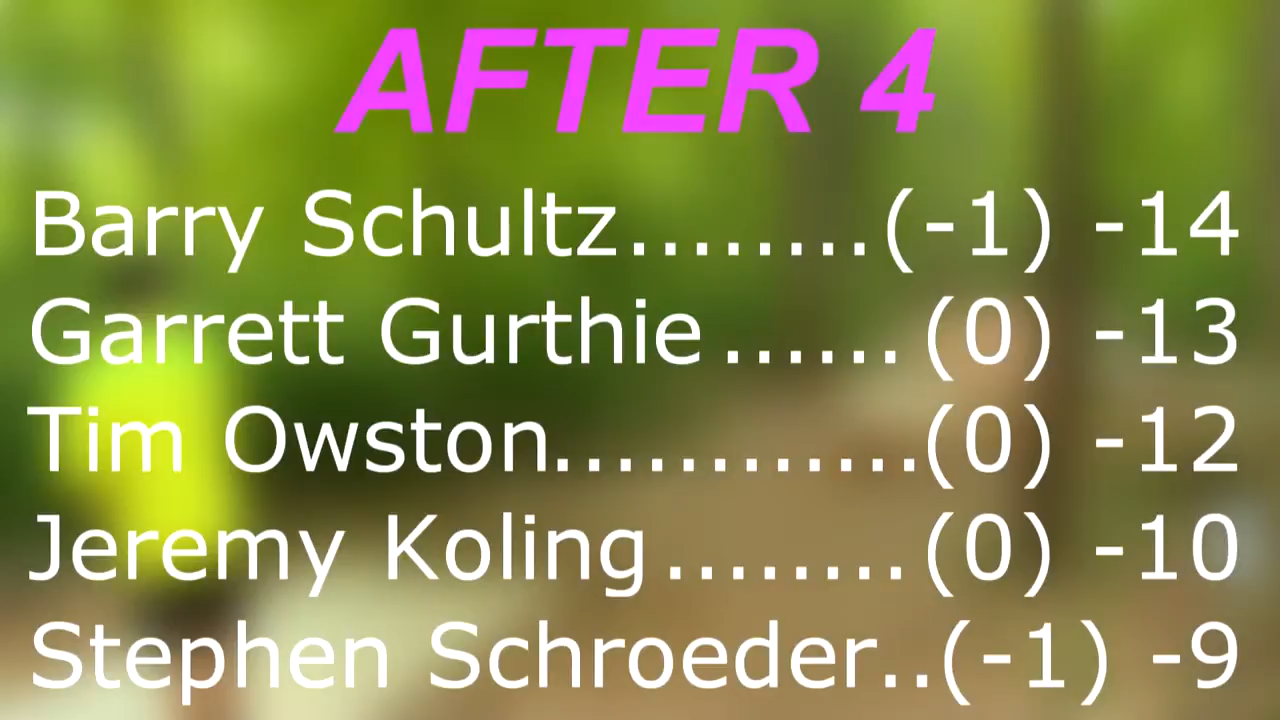 AFTER 4
Barry Schultz........(-1) -14
Garrett Gurthie ...... (0) -13
Tim Owston............(0) -12
Jeremy Koling ........ (0) -10
Stephen Schroeder..(-1) -9